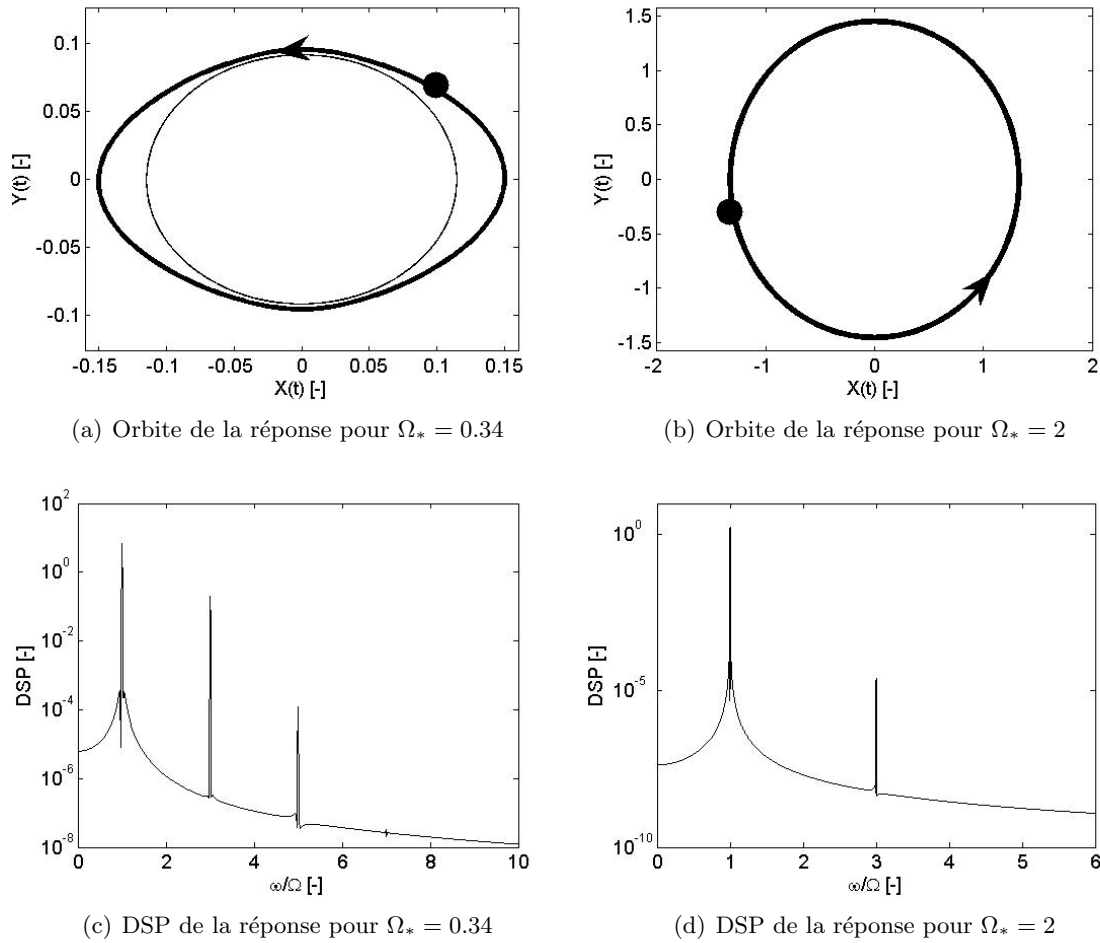 0.1
0.05
0
-0.05
-0.1
Y(t) [-]
-0.15 -0.1 -0.05 0 0.05 0.1 0.15
X(t) [-]
(a) Orbite de la réponse pour Ω* = 0.34
1.5
1
0.5
0
-0.5
-1
-1.5
Y(t) [-]
-2 -1 0 1 2
X(t) [-]
(b) Orbite de la réponse pour Ω* = 2
10^2
10^0
10^-2
10^-4
10^-6
10^-8
DSP [-]
0 2 4 6 8 10
ω/Ω [-]
(c) DSP de la réponse pour Ω* = 0.34
10^0
10^-5
10^-10
DSP [-]
0 1 2 3 4 5 6
ω/Ω [-]
(d) DSP de la réponse pour Ω* = 2